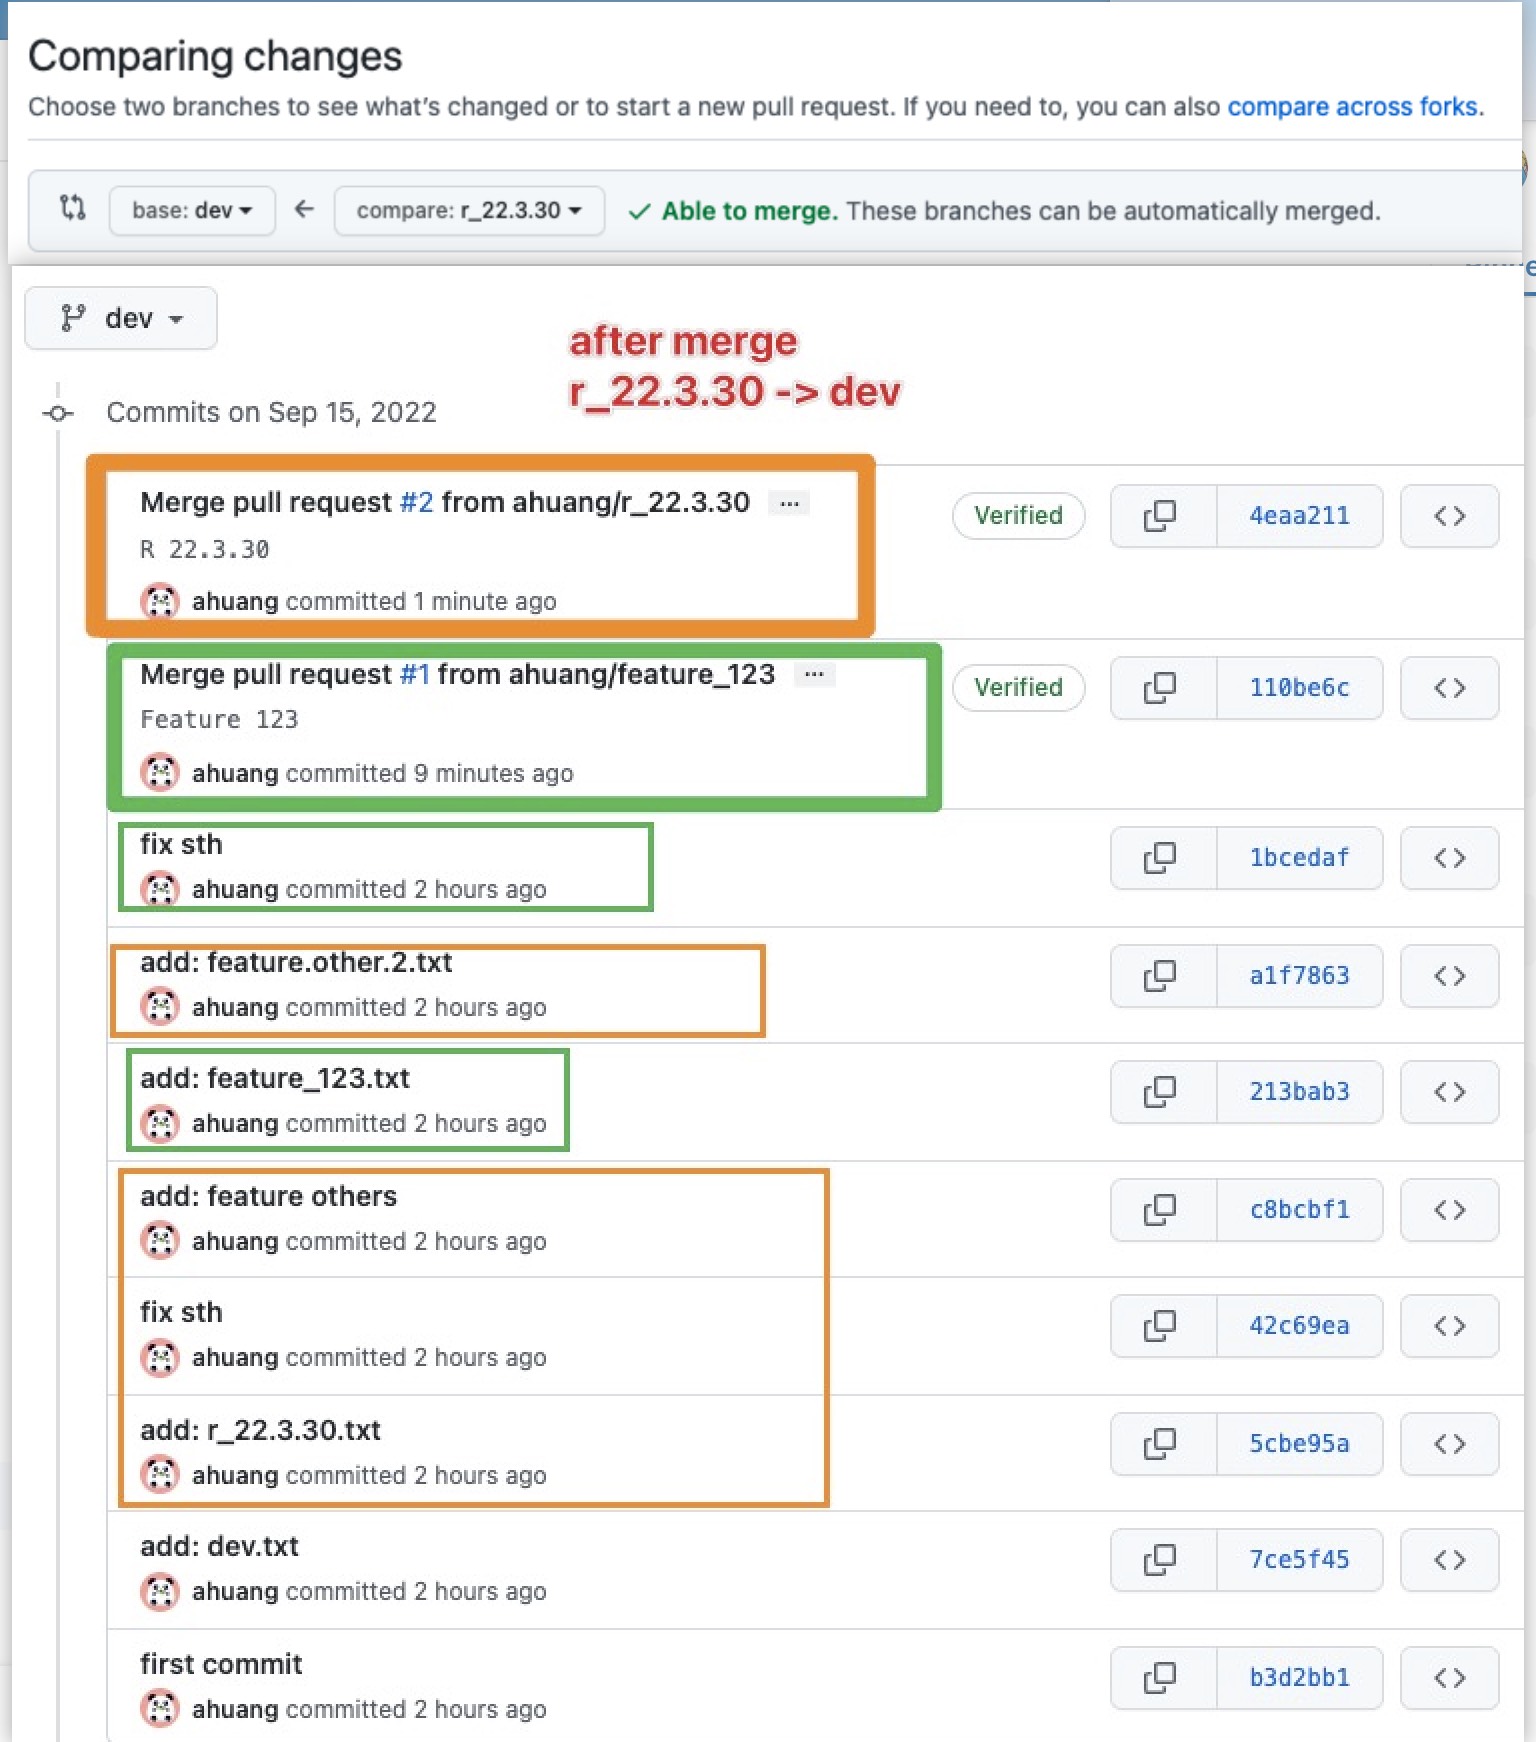 Comparing changes
Choose two branches to see what's changed or to start a new pull request. If you need to, you can also compare across forks.
base: dev ← compare: r_22.3.30 ✓ Able to merge. These branches can be automatically merged.
dev
after merge
r_22.3.30 -> dev
Commits on Sep 15, 2022
Merge pull request #2 from ahuang/r_22.3.30 ...
Verified 4eaa211 <>
R 22.3.30
ahuang committed 1 minute ago
Merge pull request #1 from ahuang/feature_123 ...
Verified 110be6c <>
Feature 123
ahuang committed 9 minutes ago
fix sth
1bcedaf <>
ahuang committed 2 hours ago
add: feature.other.2.txt
a1f7863 <>
ahuang committed 2 hours ago
add: feature_123.txt
213bab3 <>
ahuang committed 2 hours ago
add: feature others
c8bcbf1 <>
ahuang committed 2 hours ago
fix sth
42c69ea <>
ahuang committed 2 hours ago
add: r_22.3.30.txt
5cbe95a <>
ahuang committed 2 hours ago
add: dev.txt
7ce5f45 <>
ahuang committed 2 hours ago
first commit
b3d2bb1 <>
ahuang committed 2 hours ago